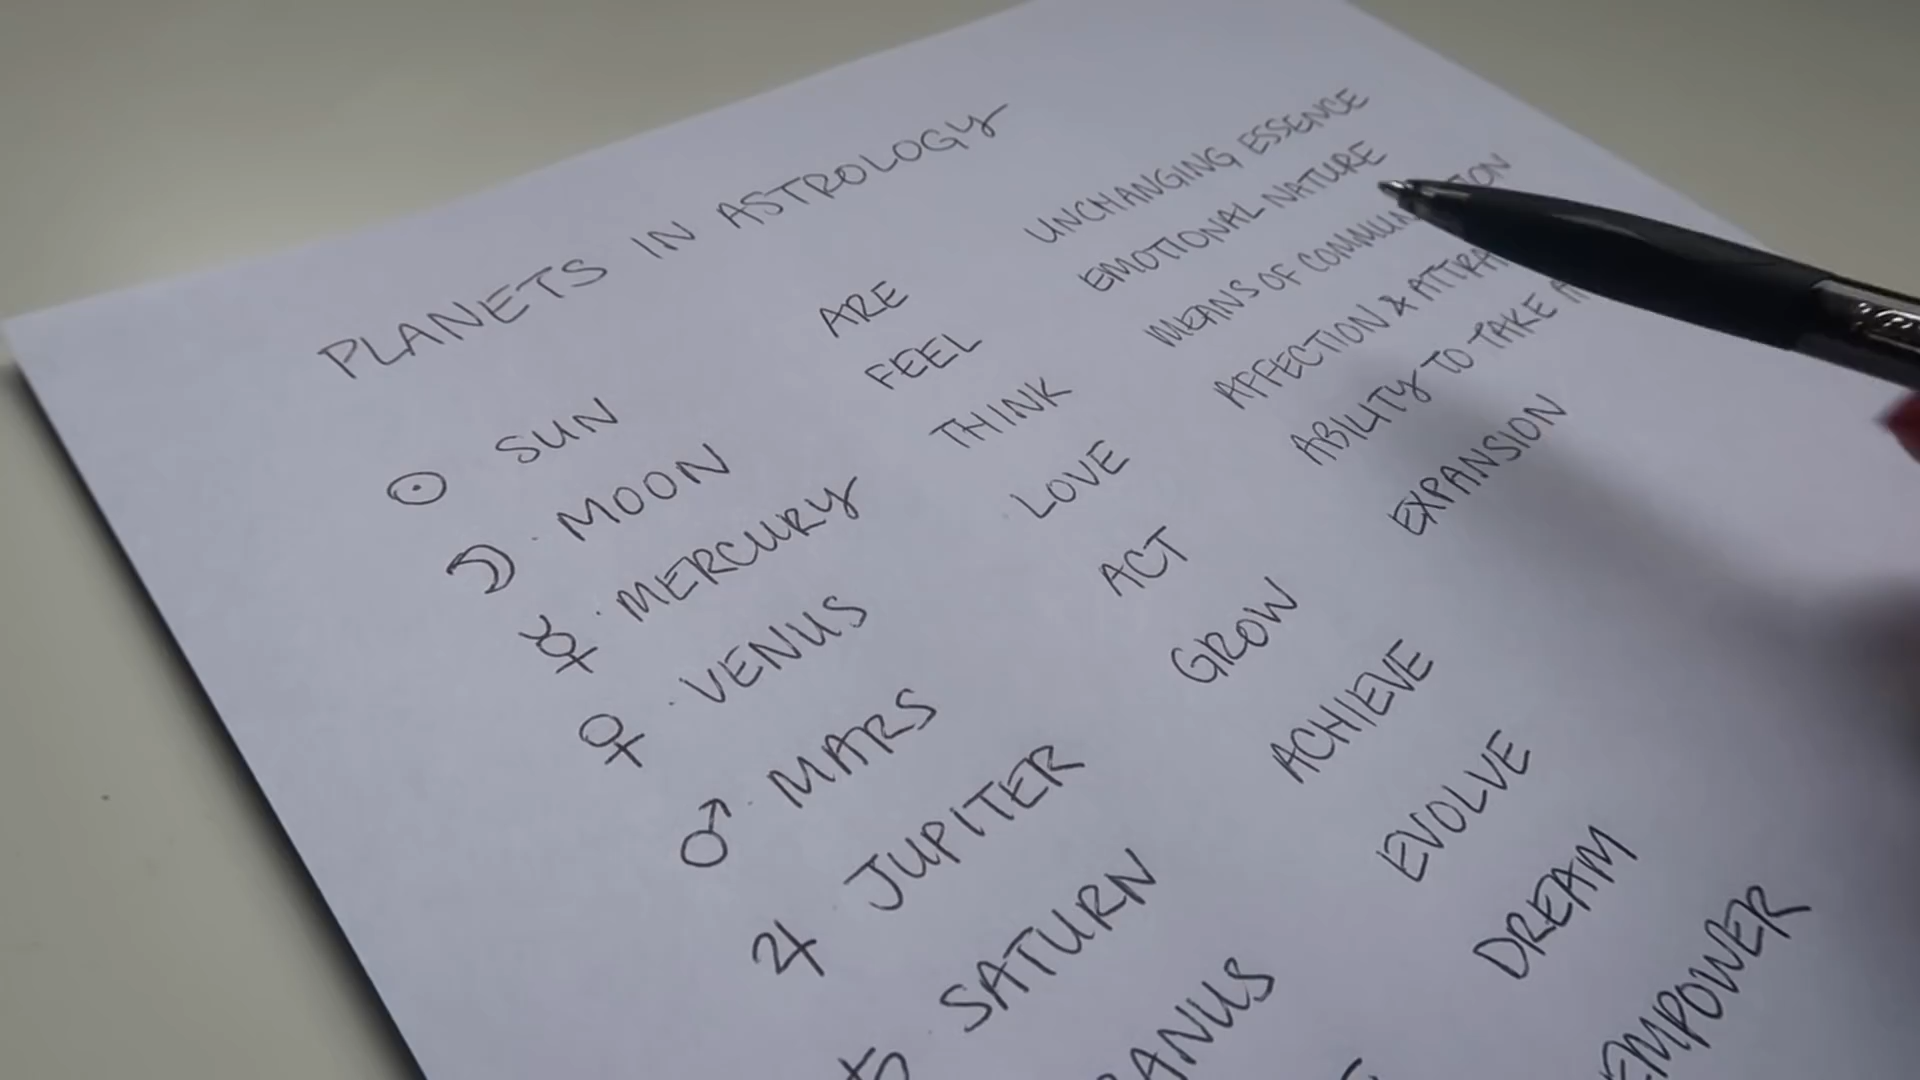 PLANETS IN ASTROLOGY
☉ SUN ARE UNCHANGING ESSENCE
☽ · MOON FEEL EMOTIONAL NATURE
☿ · MERCURY THINK MEANS OF
♀ · VENUS LOVE AFFECTION &
♂ · MARS ACT ABILITY TO TAKE
♃ JUPITER GROW EXPANSION
♄ SATURN ACHIEVE
EVOLVE
DREAM
EMPOWER